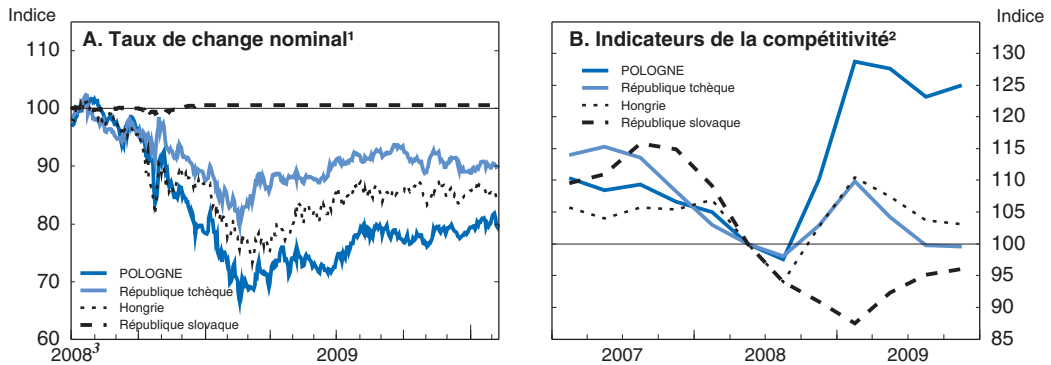 Indice
A. Taux de change nominal¹
110
100
90
80
70
60
POLOGNE
République tchèque
Hongrie
République slovaque
2008³
2009
Indice
B. Indicateurs de la compétitivité²
130
125
120
115
110
105
100
95
90
85
POLOGNE
République tchèque
Hongrie
République slovaque
2007
2008
2009